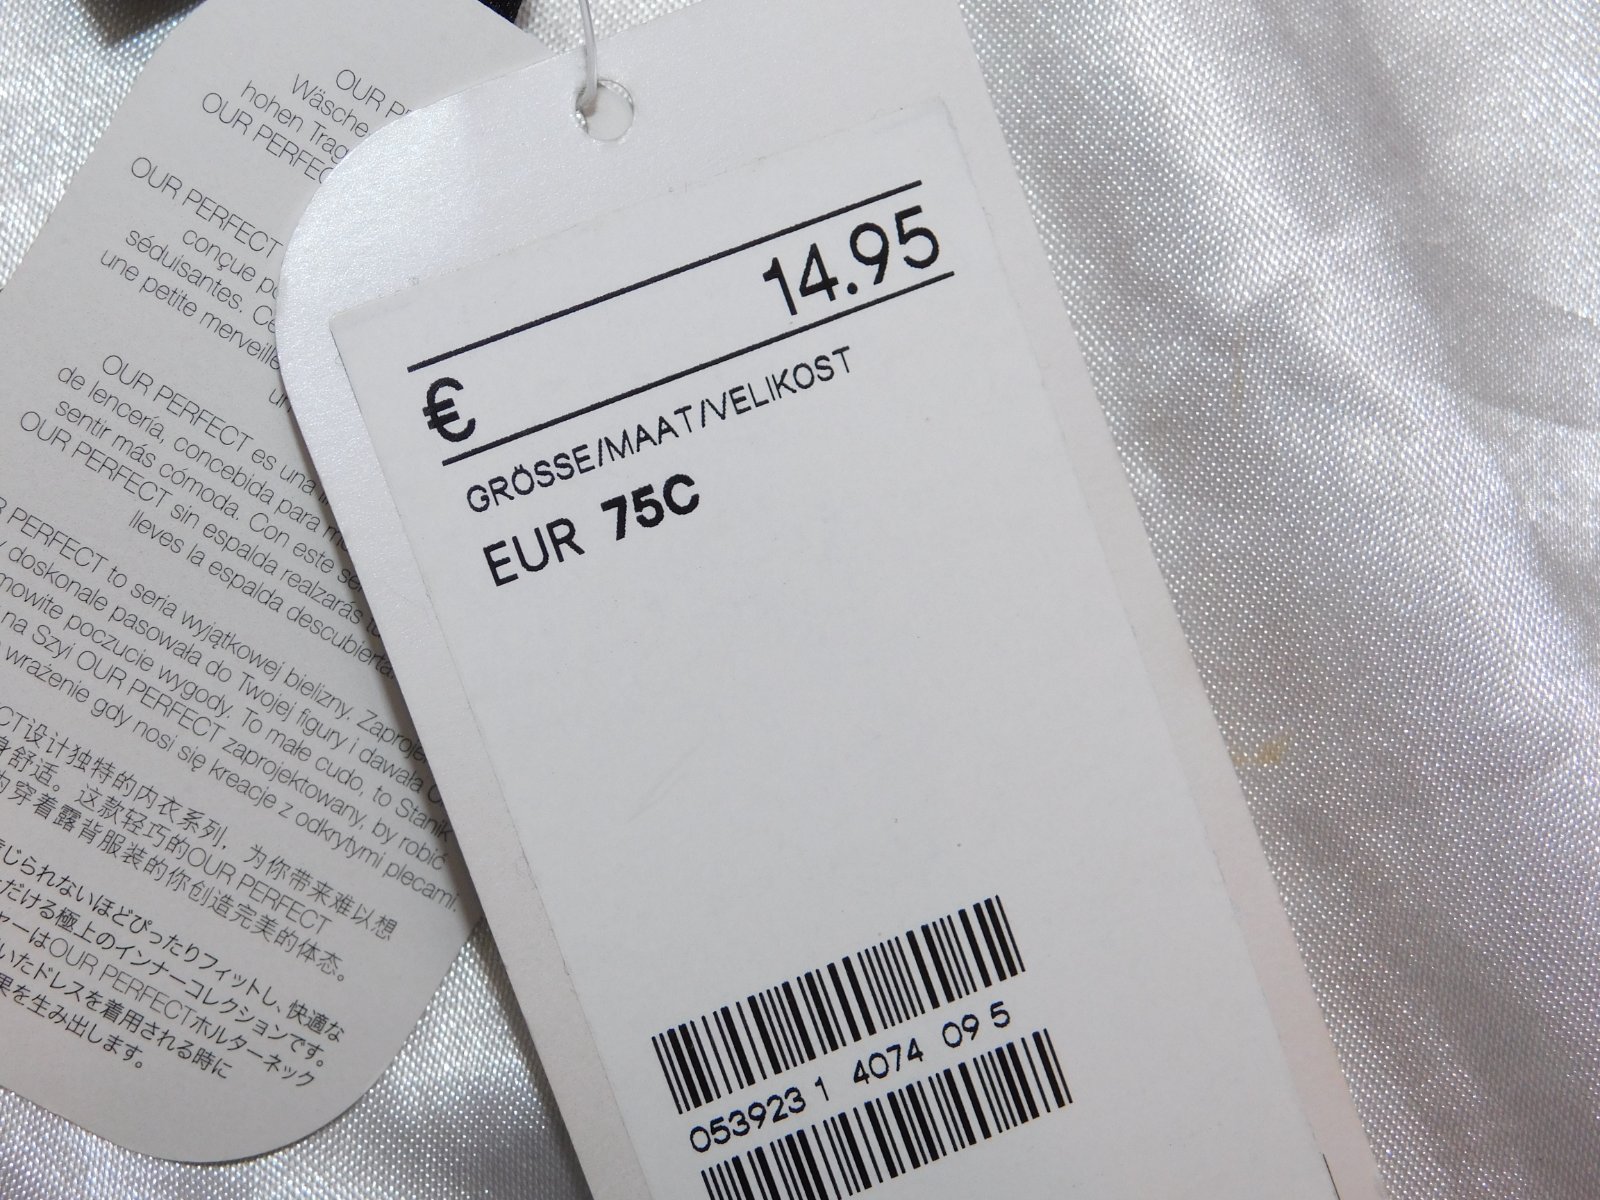 OUR
Wäsche
hohen Trag
OUR PERFEC
OUR PERFECT
conçue
séduisantes. Ce
une petite merveille
un
OUR PERFECT es una
de lencería, concebida para
sentir más cómoda. Con este
OUR PERFECT sin espalda realzarás
lleves la espalda descubierta
PERFECT to seria wyjątkowej bielizny. Zaproje
doskonale pasowała do Twojej figury i dawała
poczucie wygody. To małe cudo, to Stanik
na Szyi OUR PERFECT zaprojektowany, by robić
wrażenie gdy nosi się kreacje z odkrytymi plecami.
CT设计独特的内衣系列, 为你带来难以想
身舒适。这款轻巧的OUR PERFECT
的穿着露背服装的你创造完美的体态。
じられないほどぴったりフィットし、快適な
だける極上のインナーコレクションです。
ーはOUR PERFECTホルターネック
いたドレスを着用される時に
果を生み出します。
€ 14.95
GRÖSSE/MAAT/VELIKOST
EUR 75C
053923 1 4074 09 5